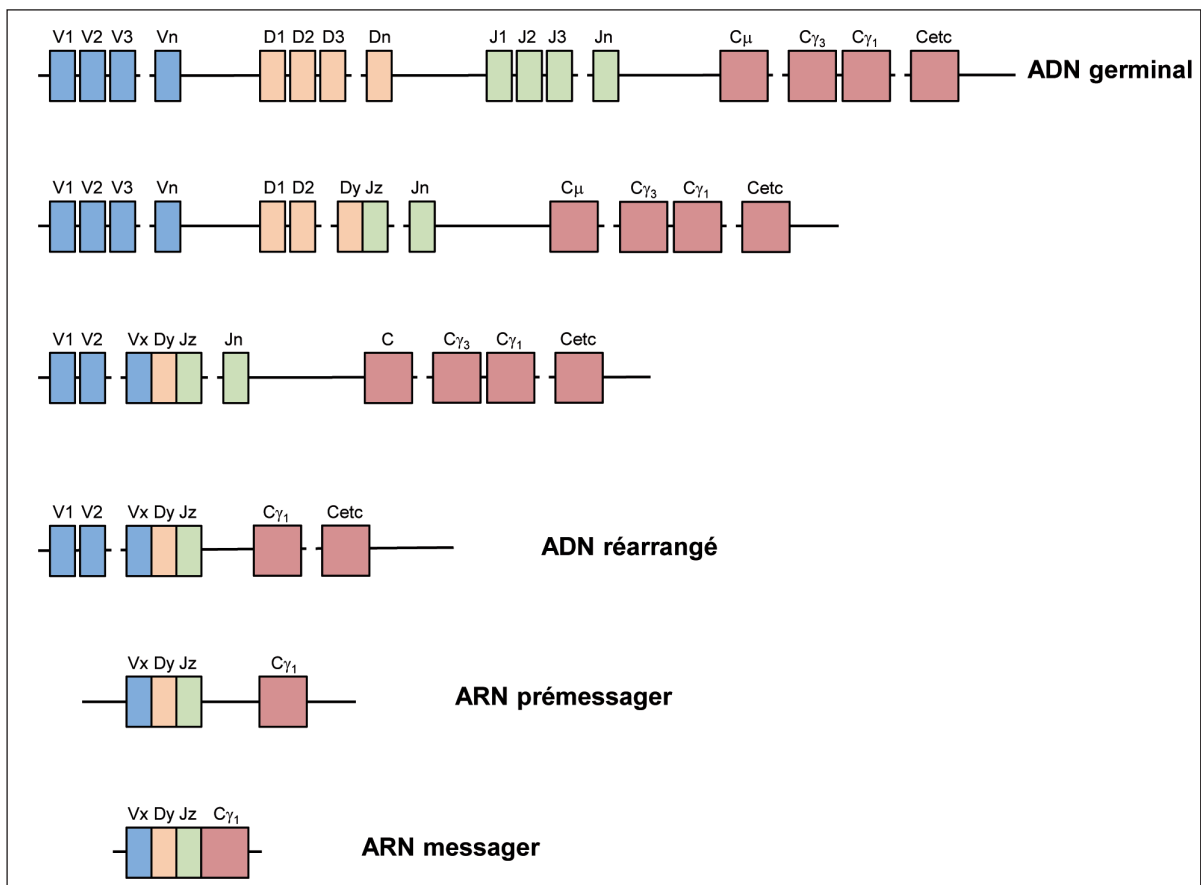 V1 V2 V3 Vn D1 D2 D3 Dn J1 J2 J3 Jn Cμ Cγ3 Cγ1 Cetc
ADN germinal
V1 V2 V3 Vn D1 D2 Dy Jz Jn Cμ Cγ3 Cγ1 Cetc
V1 V2 Vx Dy Jz Jn C Cγ3 Cγ1 Cetc
V1 V2 Vx Dy Jz Cγ1 Cetc
ADN réarrangé
Vx Dy Jz Cγ1
ARN prémessager
Vx Dy Jz Cγ1
ARN messager